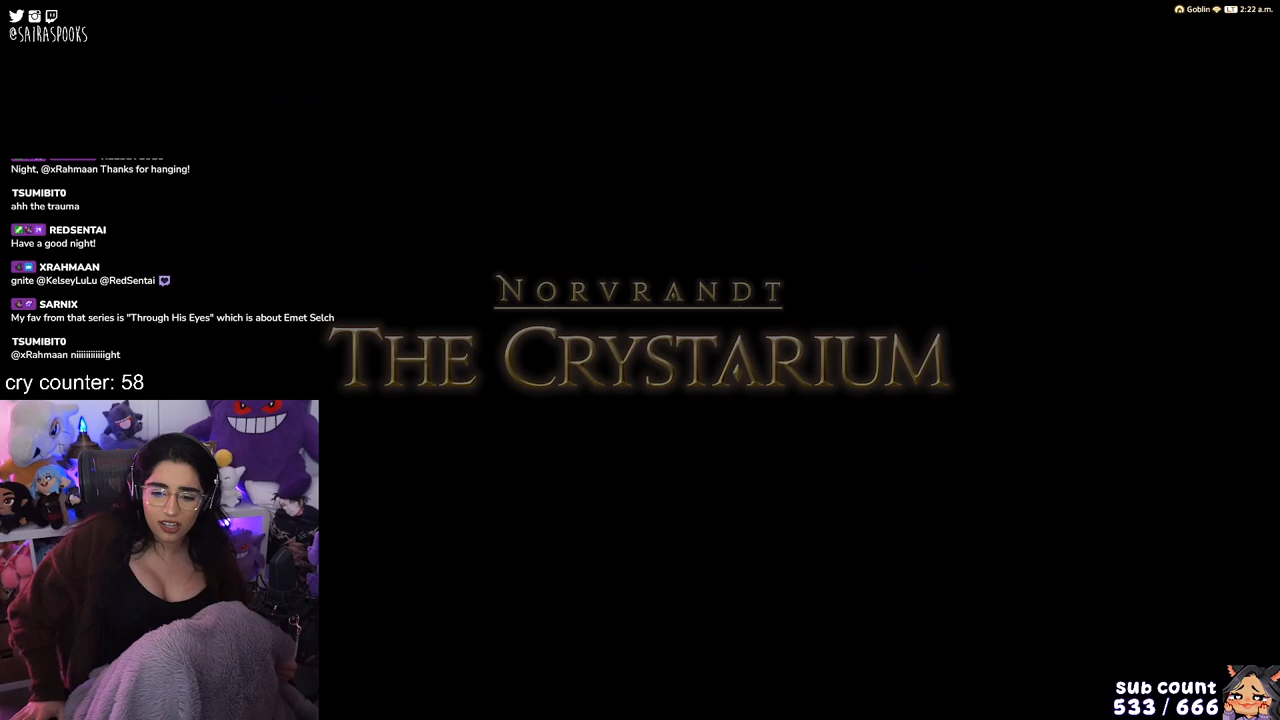 @SAIRASPOOKS
Goblin LT 2:22 a.m.
Night, @xRahmaan Thanks for hanging!
TSUMIBIT0
ahh the trauma
REDSENTAI
Have a good night!
XRAHMAAN
gnite @KelseyLuLu @RedSentai
SARNIX
My fav from that series is "Through His Eyes" which is about Emet Selch
TSUMIBIT0
@xRahmaan niiiiiiiiiiiight
cry counter: 58
NORVRANDT
THE CRYSTARIUM
sub count
533 / 666